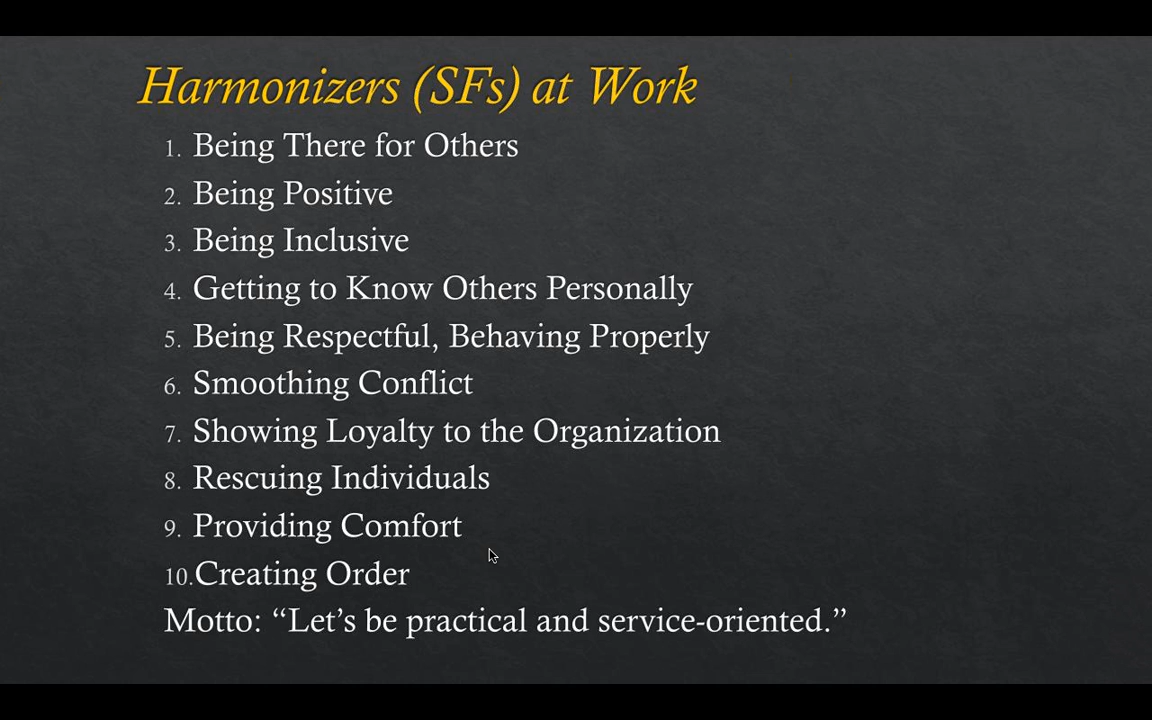 Harmonizers (SFs) at Work
1. Being There for Others
2. Being Positive
3. Being Inclusive
4. Getting to Know Others Personally
5. Being Respectful, Behaving Properly
6. Smoothing Conflict
7. Showing Loyalty to the Organization
8. Rescuing Individuals
9. Providing Comfort
10.Creating Order
Motto: “Let’s be practical and service-oriented.”